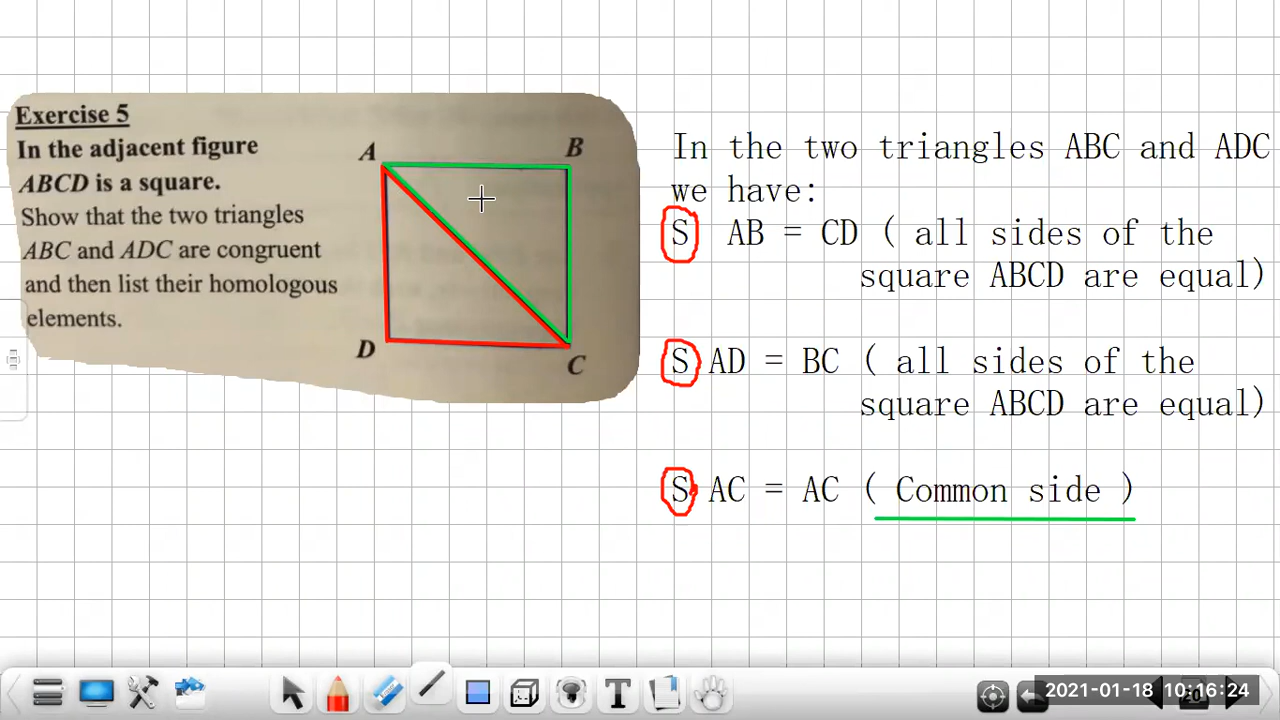 Exercise 5
In the adjacent figure
ABCD is a square.
Show that the two triangles
ABC and ADC are congruent
and then list their homologous
elements.
A
B
D
C
In the two triangles ABC and ADC
we have:
S AB = CD ( all sides of the
square ABCD are equal)
S AD = BC ( all sides of the
square ABCD are equal)
S AC = AC ( Common side )
T
2021-01-18 10:16:24